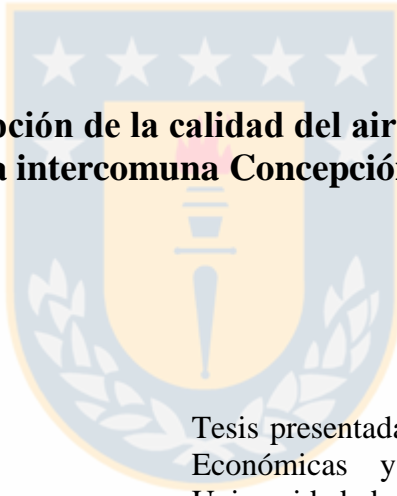 ción de la calidad del air
a intercomuna Concepción
Tesis presentada
Económicas y